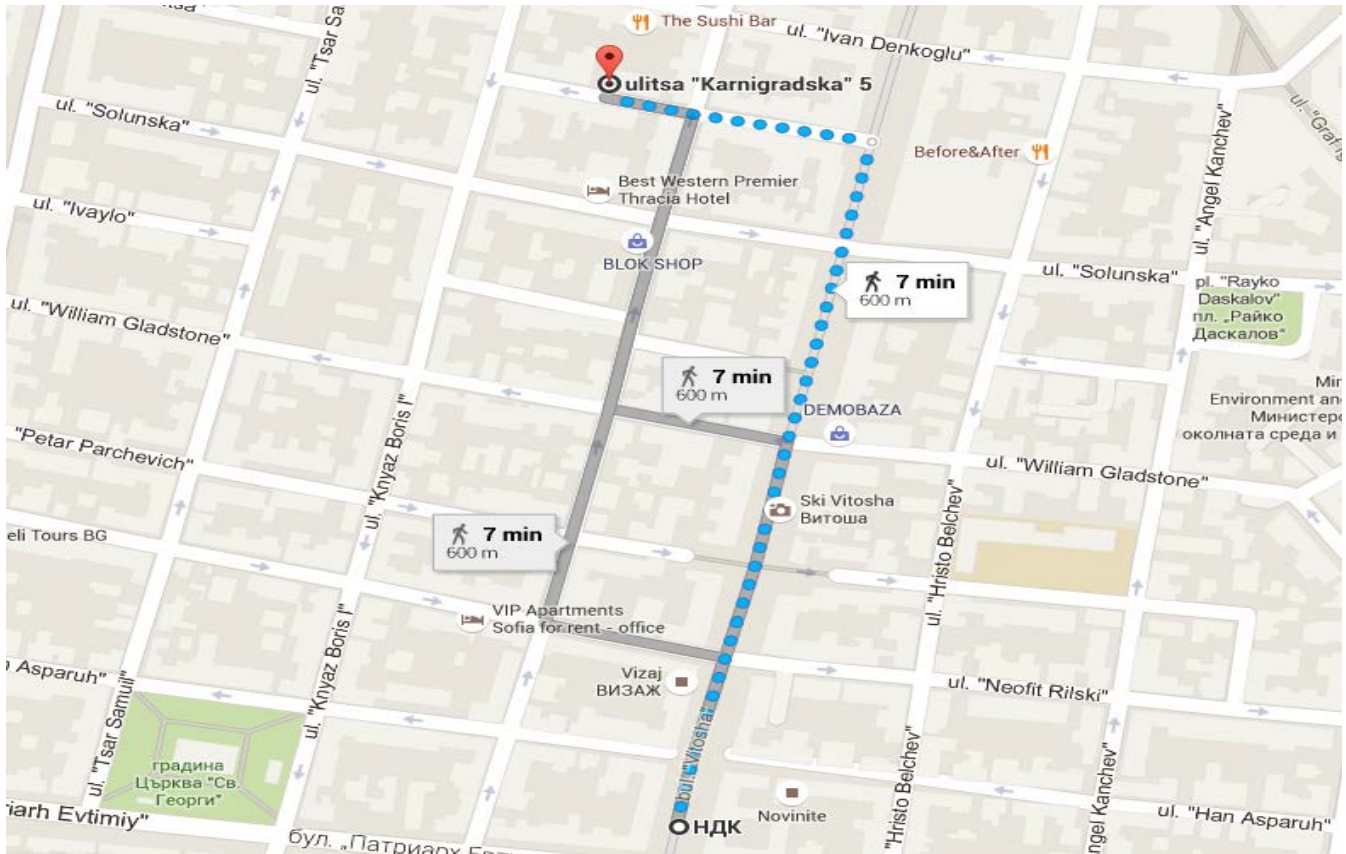 The Sushi Bar
ul. "Ivan Denkoglu"
ul. "Tsar Sa
ulitsa "Karnigradska" 5
ul. "Solunska"
Before&After
ul. "Angel Kanchev"
Best Western Premier
Thracia Hotel
ul. "Ivaylo"
BLOK SHOP
ul. "Solunska"
7 min
600 m
pl. "Rayko
Daskalov"
пл. „Райко
Даскалов"
ul. "William Gladstone"
7 min
600 m
DEMOBAZA
Environment an
Министер
околната среда и
"Petar Parchevich"
ul. "Knyaz Boris I"
ul. "William Gladstone"
Ski Vitosha
Витоша
eli Tours BG
7 min
600 m
ul. "Hristo Belchev"
VIP Apartments
Sofia for rent - office
Vizaj
ВИЗАЖ
Asparuh"
ul. "Neofit Rilski"
ul. "Knyaz Boris I"
ul. "Tsar Samuil"
bul. "Vitosha"
градина
Църква "Св.
Георги"
"Hristo Belchev"
ngel Kanchev"
Novinite
ul. "Han Asparuh"
iarh Evtimiy"
НДК
бул. „Патриарх